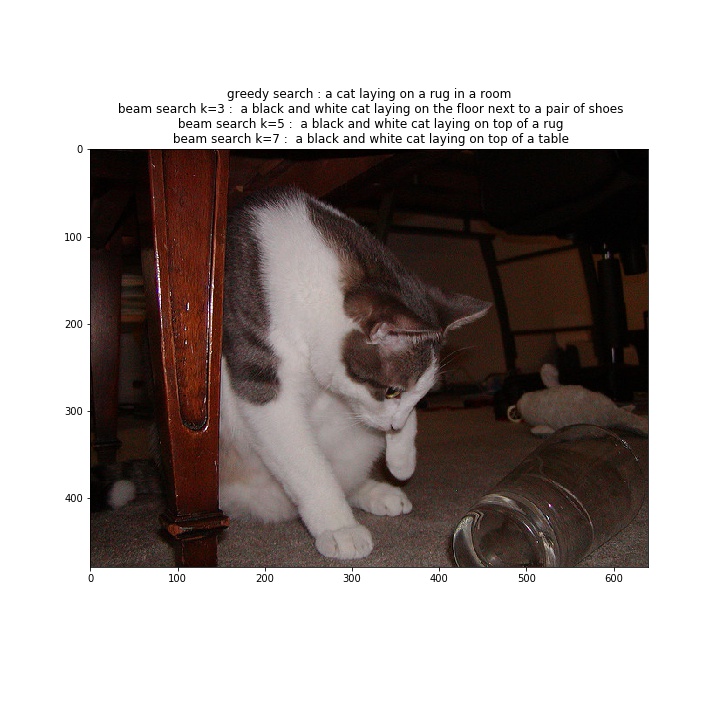 greedy search : a cat laying on a rug in a room
beam search k=3 :  a black and white cat laying on the floor next to a pair of shoes
beam search k=5 :  a black and white cat laying on top of a rug
beam search k=7 :  a black and white cat laying on top of a table
0
100
200
300
400
0 100 200 300 400 500 600